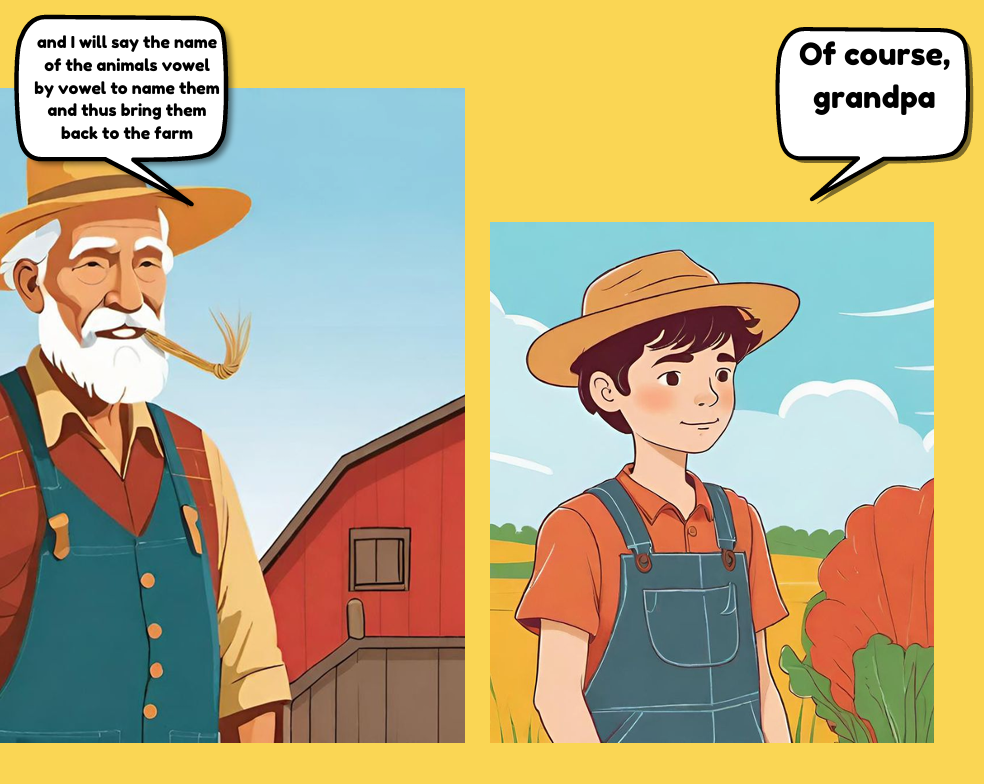 and I will say the name
of the animals vowel
by vowel to name them
and thus bring them
back to the farm
Of course,
grandpa